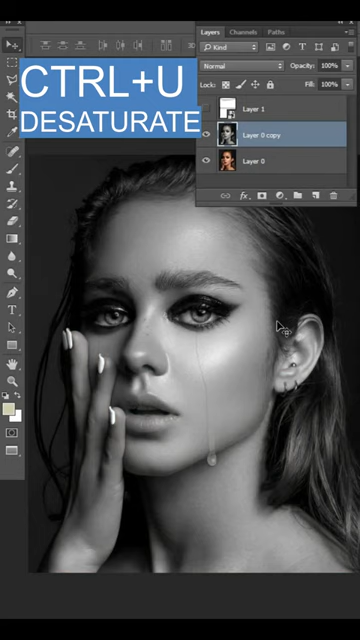 CTRL+U
DESATURATE
Layers Channels Paths
Kind
Normal Opacity: 100%
Lock: Fill: 100%
Layer 1
Layer 0 copy
Layer 0
fx